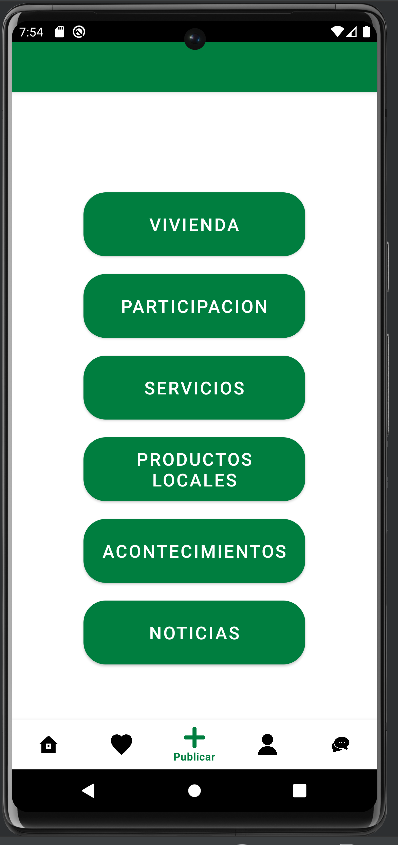 7:54
VIVIENDA
PARTICIPACION
SERVICIOS
PRODUCTOS
LOCALES
ACONTECIMIENTOS
NOTICIAS
Publicar